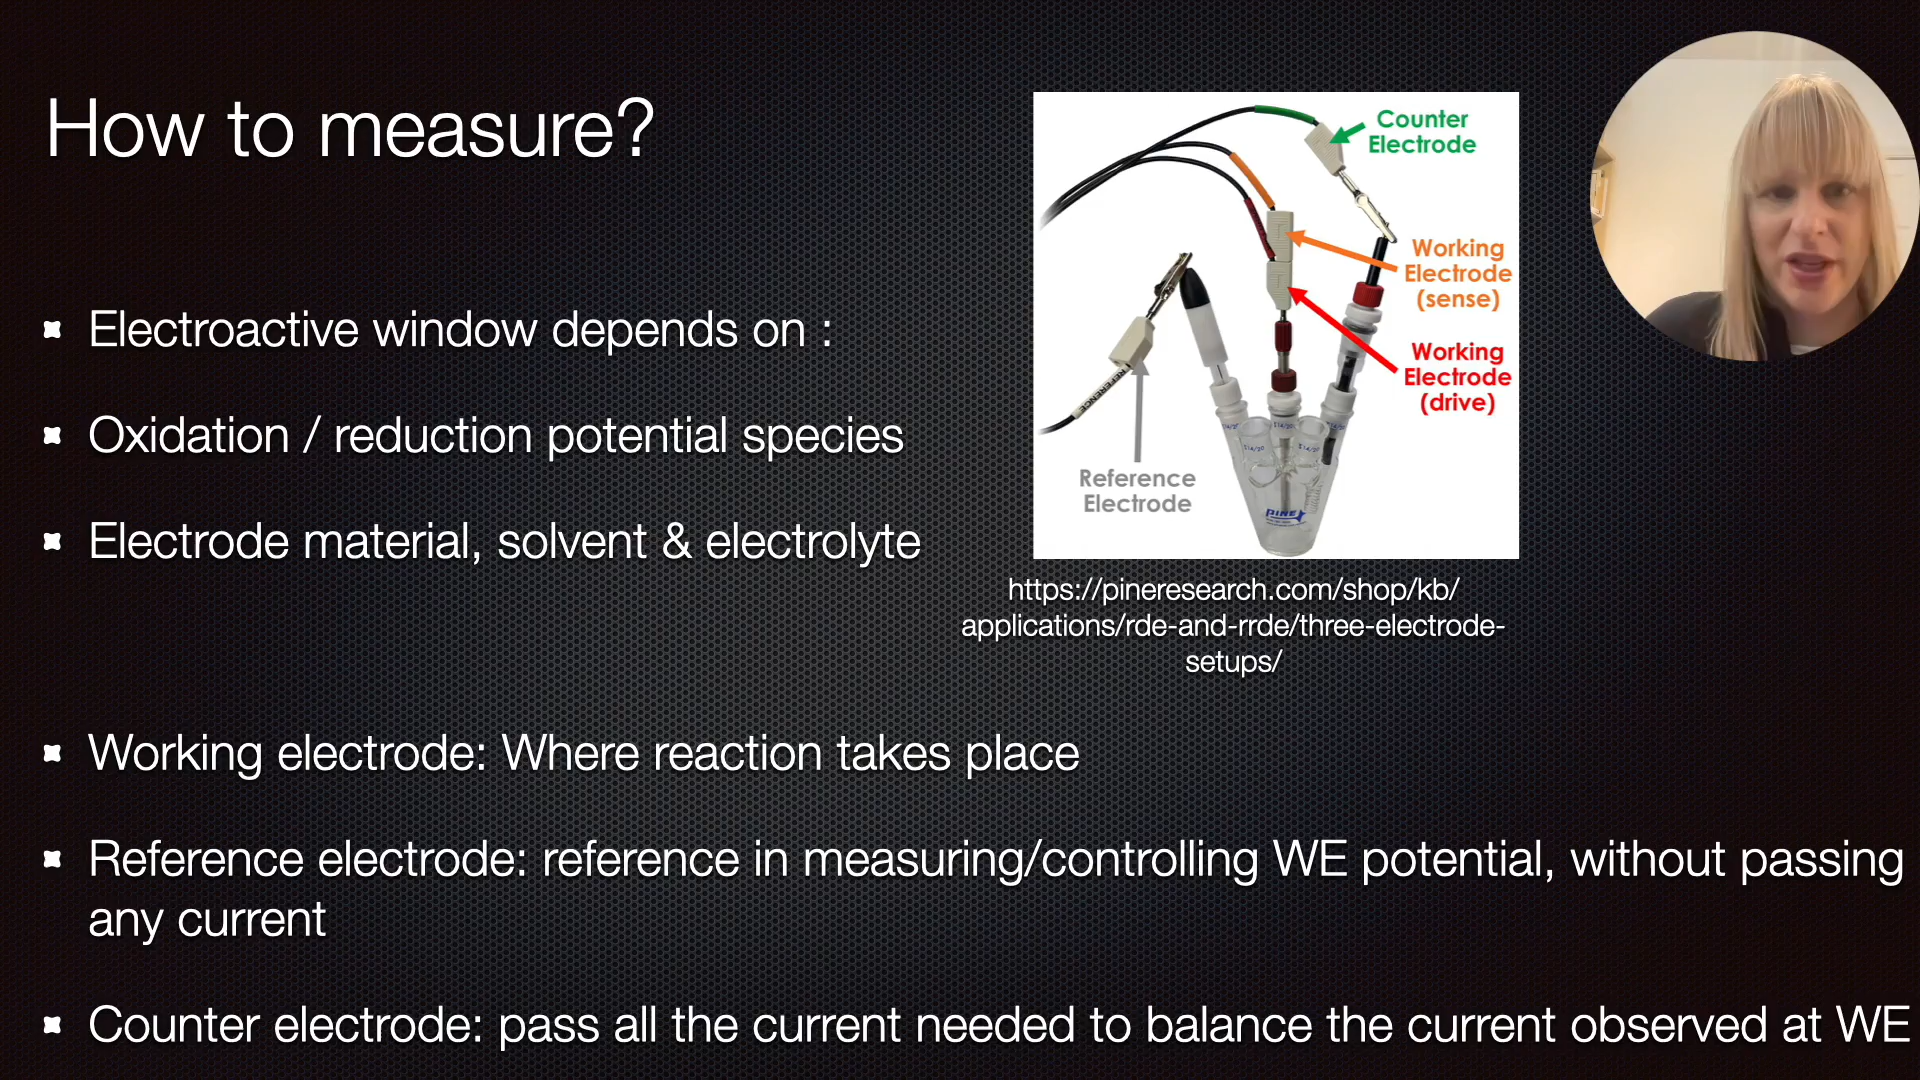 How to measure?
Electroactive window depends on :
Oxidation / reduction potential species
Electrode material, solvent & electrolyte
Counter
Electrode
Working
Electrode
(sense)
Working
Electrode
(drive)
REFERENCE
Reference
Electrode
PINE
https://pineresearch.com/shop/kb/
applications/rde-and-rrde/three-electrode-
setups/
Working electrode: Where reaction takes place
Reference electrode: reference in measuring/controlling WE potential, without passing
any current
Counter electrode: pass all the current needed to balance the current observed at WE